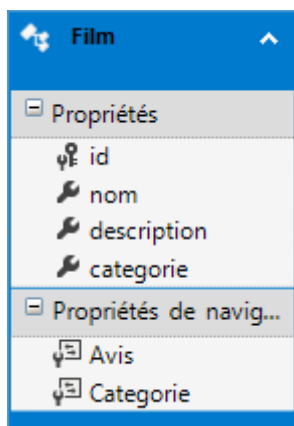 Film
Propriétés
id
nom
description
categorie
Propriétés de navig...
Avis
Categorie